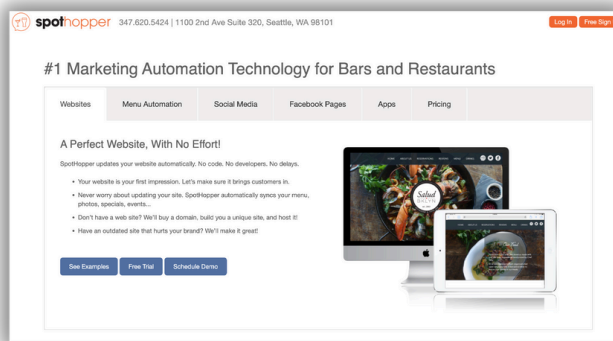 spothopper 347.620.5424 | 1100 2nd Ave Suite 320, Seattle, WA 98101
Log In Free Sign
#1 Marketing Automation Technology for Bars and Restaurants
Websites Menu Automation Social Media Facebook Pages Apps Pricing
A Perfect Website, With No Effort!
SpotHopper updates your website automatically. No code. No developers. No delays.
• Your website is your first impression. Let's make sure it brings customers in.
• Never worry about updating your site. SpotHopper automatically syncs your menu,
photos, specials, events...
• Don't have a web site? We'll buy a domain, build you a unique site, and host it!
• Have an outdated site that hurts your brand? We'll make it great!
See Examples Free Trial Schedule Demo
Salud